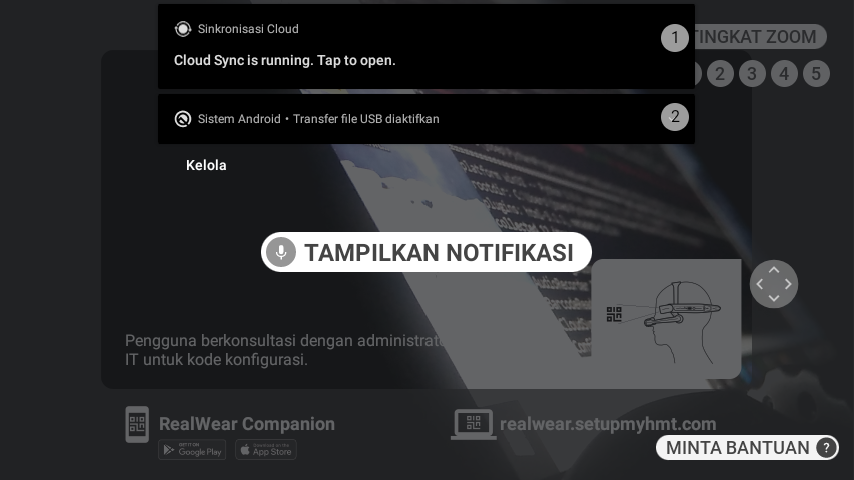 Sinkronisasi Cloud
Cloud Sync is running. Tap to open.
1
TINGKAT ZOOM
2 3 4 5
Sistem Android • Transfer file USB diaktifkan
2
Kelola
TAMPILKAN NOTIFIKASI
Pengguna berkonsultasi dengan administrato
IT untuk kode konfigurasi.
RealWear Companion
realwear.setupmyhmt.com
GET IT ON
Google Play
Download on the
App Store
MINTA BANTUAN ?